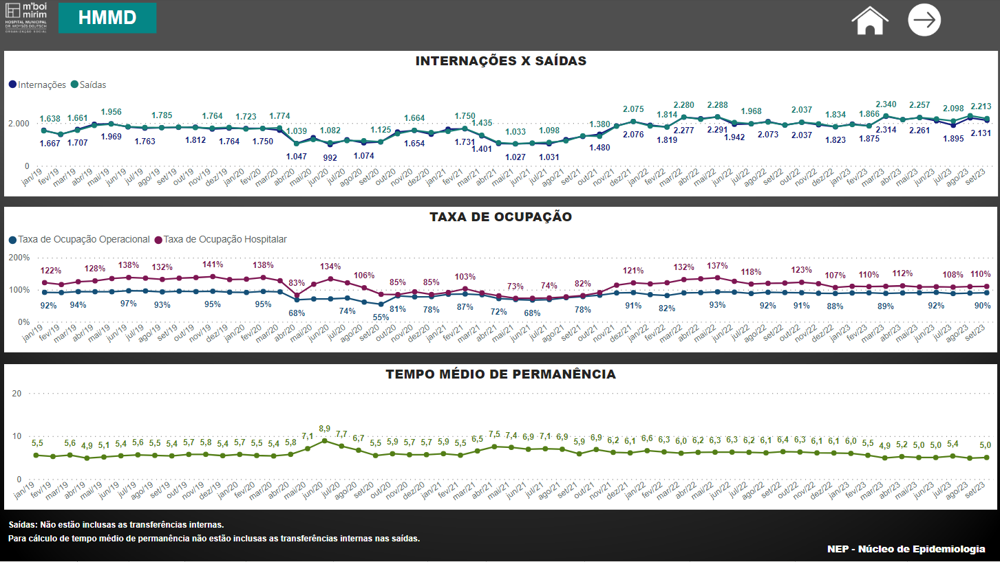 m'boi
mirim
HOSPITAL MUNICIPAL
DR. MOYSÉS DEUTSCH
ORGANIZAÇÃO SOCIAL
HMMD
INTERNAÇÕES X SAÍDAS
Internações Saídas
1.638 1.661 1.956 1.785 1.764 1.723 1.774 1.039 1.082 1.125 1.664 1.750 1.435 1.033 1.098 1.380 2.075 1.814 2.280 2.288 1.968 2.037 1.834 1.866 2.340 2.257 2.098 2.213
2.000
1.667 1.707 1.969 1.763 1.812 1.764 1.750 1.047 992 1.074 1.654 1.731 1.401 1.027 1.031 1.480 2.076 1.819 2.277 2.291 1.942 2.073 2.037 1.823 1.875 2.314 2.261 1.895 2.131
0
jan/19 fev/19 mar/19 abr/19 mai/19 jun/19 jul/19 ago/19 set/19 out/19 nov/19 dez/19 jan/20 fev/20 mar/20 abr/20 mai/20 jun/20 jul/20 ago/20 set/20 out/20 nov/20 dez/20 jan/21 fev/21 mar/21 abr/21 mai/21 jun/21 jul/21 ago/21 set/21 out/21 nov/21 dez/21 jan/22 fev/22 mar/22 abr/22 mai/22 jun/22 jul/22 ago/22 set/22 out/22 nov/22 dez/22 jan/23 fev/23 mar/23 abr/23 mai/23 jun/23 jul/23 ago/23 set/23
TAXA DE OCUPAÇÃO
Taxa de Ocupação Operacional Taxa de Ocupação Hospitalar
200%
122% 128% 138% 132% 141% 138% 83% 134% 106% 85% 85% 103% 73% 74% 82% 121% 132% 137% 118% 123% 107% 110% 112% 108% 110%
100%
92% 94% 97% 93% 95% 95% 68% 74% 55% 81% 78% 87% 72% 68% 78% 91% 82% 93% 92% 91% 88% 89% 92% 90%
0%
jan/19 fev/19 mar/19 abr/19 mai/19 jun/19 jul/19 ago/19 set/19 out/19 nov/19 dez/19 jan/20 fev/20 mar/20 abr/20 mai/20 jun/20 jul/20 ago/20 set/20 out/20 nov/20 dez/20 jan/21 fev/21 mar/21 abr/21 mai/21 jun/21 jul/21 ago/21 set/21 out/21 nov/21 dez/21 jan/22 fev/22 mar/22 abr/22 mai/22 jun/22 jul/22 ago/22 set/22 out/22 nov/22 dez/22 jan/23 fev/23 mar/23 abr/23 mai/23 jun/23 jul/23 ago/23 set/23
TEMPO MÉDIO DE PERMANÊNCIA
20
10
5,5 5,6 4,9 5,1 5,4 5,6 5,5 5,4 5,7 5,8 5,4 5,7 5,5 5,4 5,8 7,1 8,9 7,7 6,7 5,5 5,9 5,7 5,7 5,9 5,5 6,5 7,5 7,4 6,9 7,1 6,9 5,9 6,9 6,2 6,1 6,6 6,3 6,0 6,2 6,3 6,3 6,2 6,1 6,4 6,3 6,1 6,1 6,0 5,5 4,9 5,2 5,0 5,0 5,4 5,0
0
jan/19 fev/19 mar/19 abr/19 mai/19 jun/19 jul/19 ago/19 set/19 out/19 nov/19 dez/19 jan/20 fev/20 mar/20 abr/20 mai/20 jun/20 jul/20 ago/20 set/20 out/20 nov/20 dez/20 jan/21 fev/21 mar/21 abr/21 mai/21 jun/21 jul/21 ago/21 set/21 out/21 nov/21 dez/21 jan/22 fev/22 mar/22 abr/22 mai/22 jun/22 jul/22 ago/22 set/22 out/22 nov/22 dez/22 jan/23 fev/23 mar/23 abr/23 mai/23 jun/23 jul/23 ago/23 set/23
Saídas: Não estão inclusas as transferências internas.
Para cálculo de tempo médio de permanência não estão inclusas as transferências internas nas saídas.
NEP - Núcleo de Epidemiologia